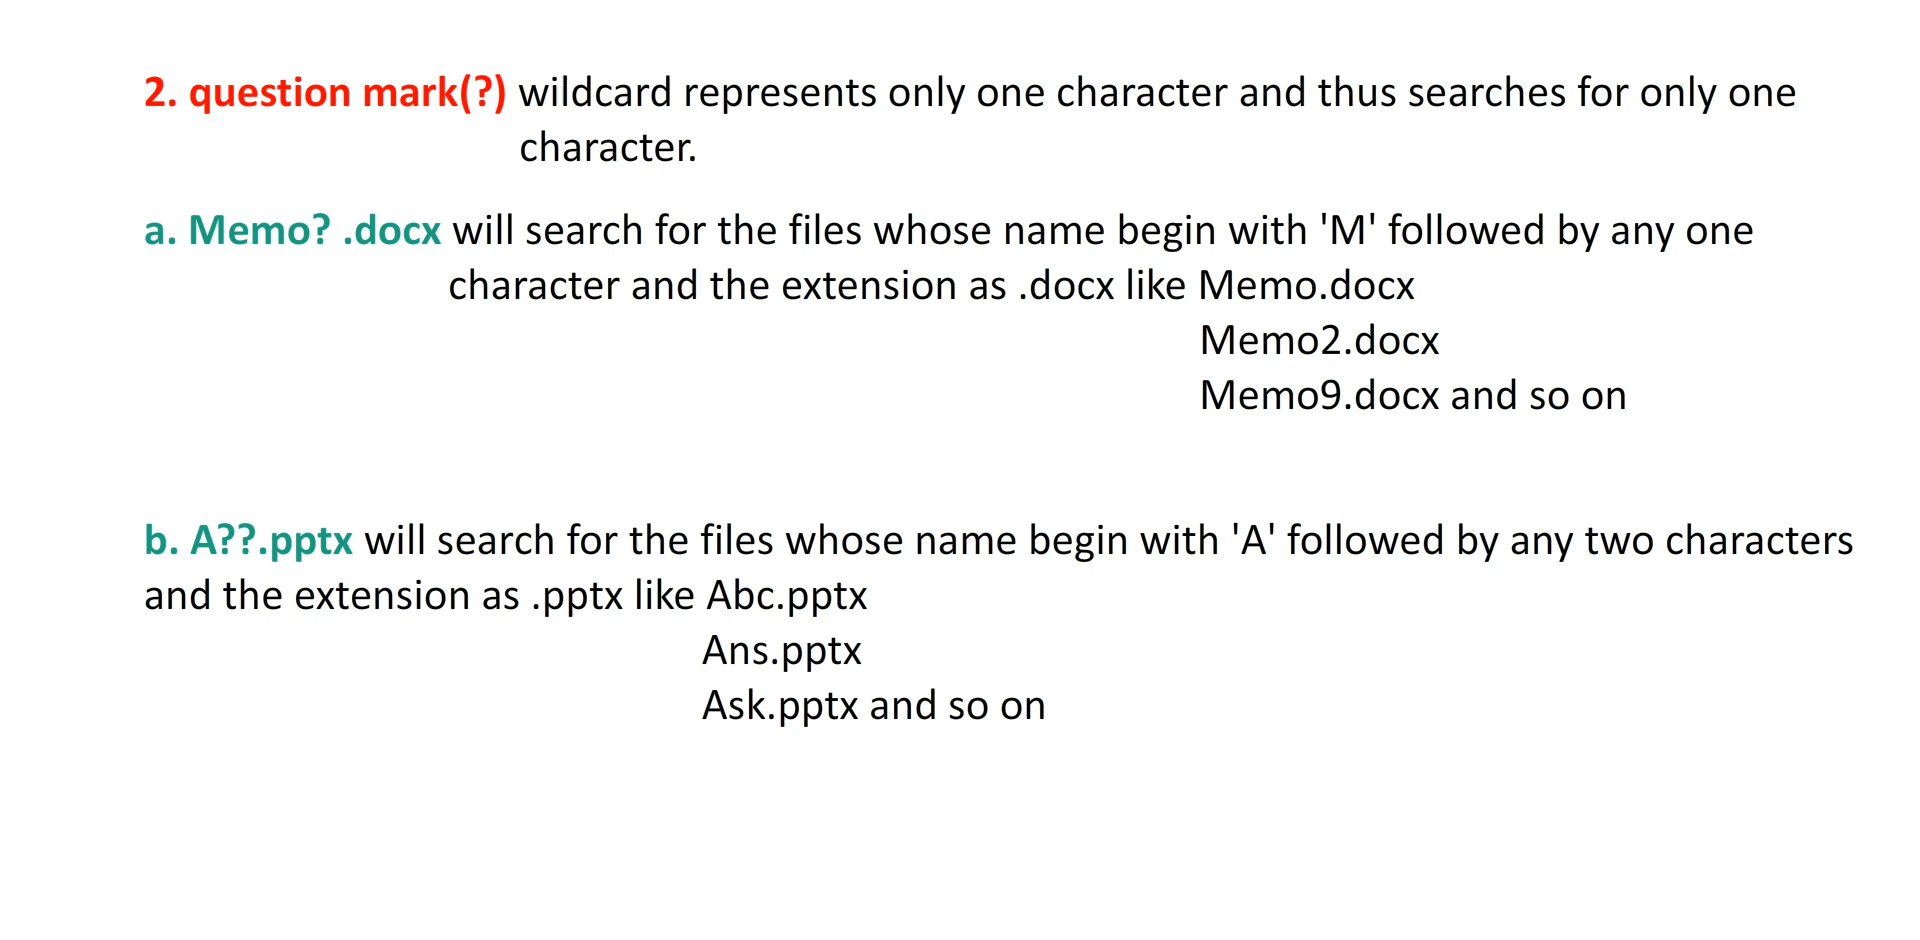 2. question mark(?) wildcard represents only one character and thus searches for only one
character.
a. Memo? .docx will search for the files whose name begin with 'M' followed by any one
character and the extension as .docx like Memo.docx
Memo2.docx
Memo9.docx and so on
b. A??.pptx will search for the files whose name begin with 'A' followed by any two characters
and the extension as .pptx like Abc.pptx
Ans.pptx
Ask.pptx and so on